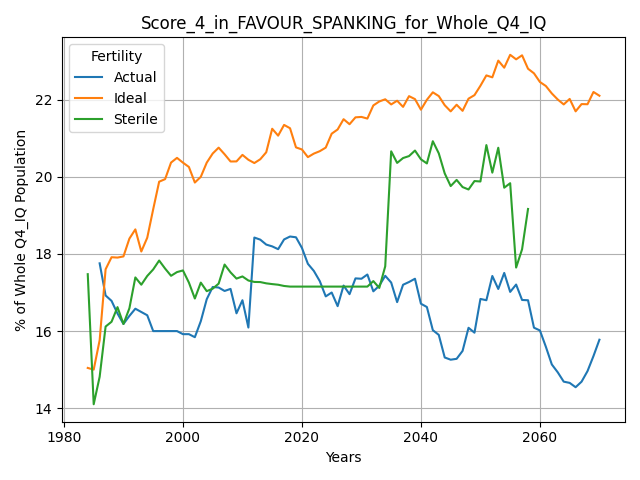 Score_4_in_FAVOUR_SPANKING_for_Whole_Q4_IQ
Fertility
Actual
Ideal
Sterile
% of Whole Q4_IQ Population
22
20
18
16
14
1980
2000
2020
2040
2060
Years